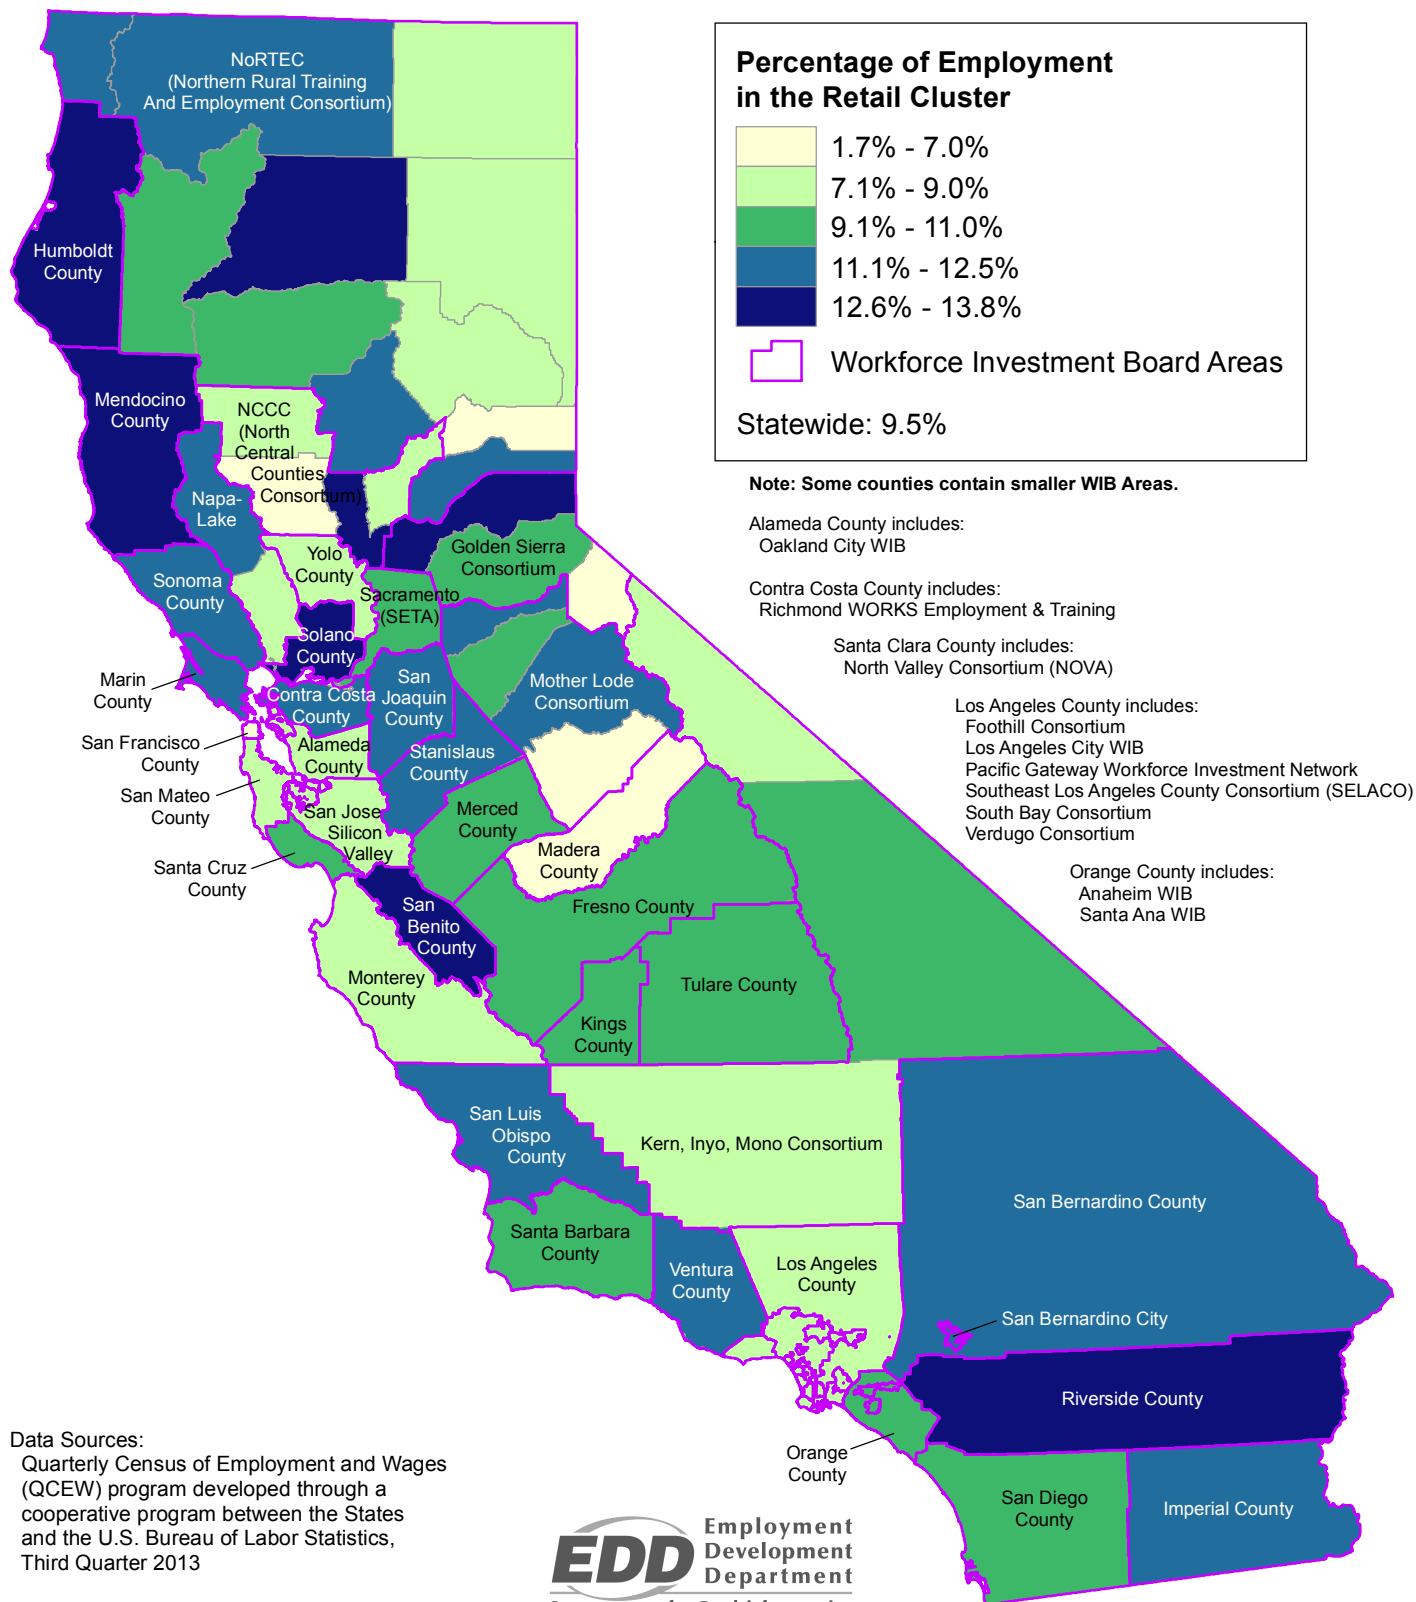 Percentage of Employment
in the Retail Cluster
1.7% - 7.0%
7.1% - 9.0%
9.1% - 11.0%
11.1% - 12.5%
12.6% - 13.8%
Workforce Investment Board Areas
Statewide: 9.5%
Note: Some counties contain smaller WIB Areas.
Alameda County includes:
Oakland City WIB
Contra Costa County includes:
Richmond WORKS Employment & Training
Santa Clara County includes:
North Valley Consortium (NOVA)
Los Angeles County includes:
Foothill Consortium
Los Angeles City WIB
Pacific Gateway Workforce Investment Network
Southeast Los Angeles County Consortium (SELACO)
South Bay Consortium
Verdugo Consortium
Orange County includes:
Anaheim WIB
Santa Ana WIB
NoRTEC
(Northern Rural Training
And Employment Consortium)
Humboldt
County
Mendocino
County
NCCC
(North
Central
Counties
Consortium)
Napa-
Lake
Yolo
County
Golden Sierra
Consortium
Sonoma
County
Sacramento
(SETA)
Solano
County
Marin
County
Contra Costa
County
San
Joaquin
County
Mother Lode
Consortium
San Francisco
County
Alameda
County
Stanislaus
County
San Mateo
County
San Jose
Silicon
Valley
Merced
County
Madera
County
Santa Cruz
County
San
Benito
County
Fresno County
Monterey
County
Tulare County
Kings
County
San Luis
Obispo
County
Kern, Inyo, Mono Consortium
San Bernardino County
Santa Barbara
County
Ventura
County
Los Angeles
County
San Bernardino City
Riverside County
Orange
County
San Diego
County
Imperial County
Data Sources:
Quarterly Census of Employment and Wages
(QCEW) program developed through a
cooperative program between the States
and the U.S. Bureau of Labor Statistics,
Third Quarter 2013
EDD
Employment
Development
Department